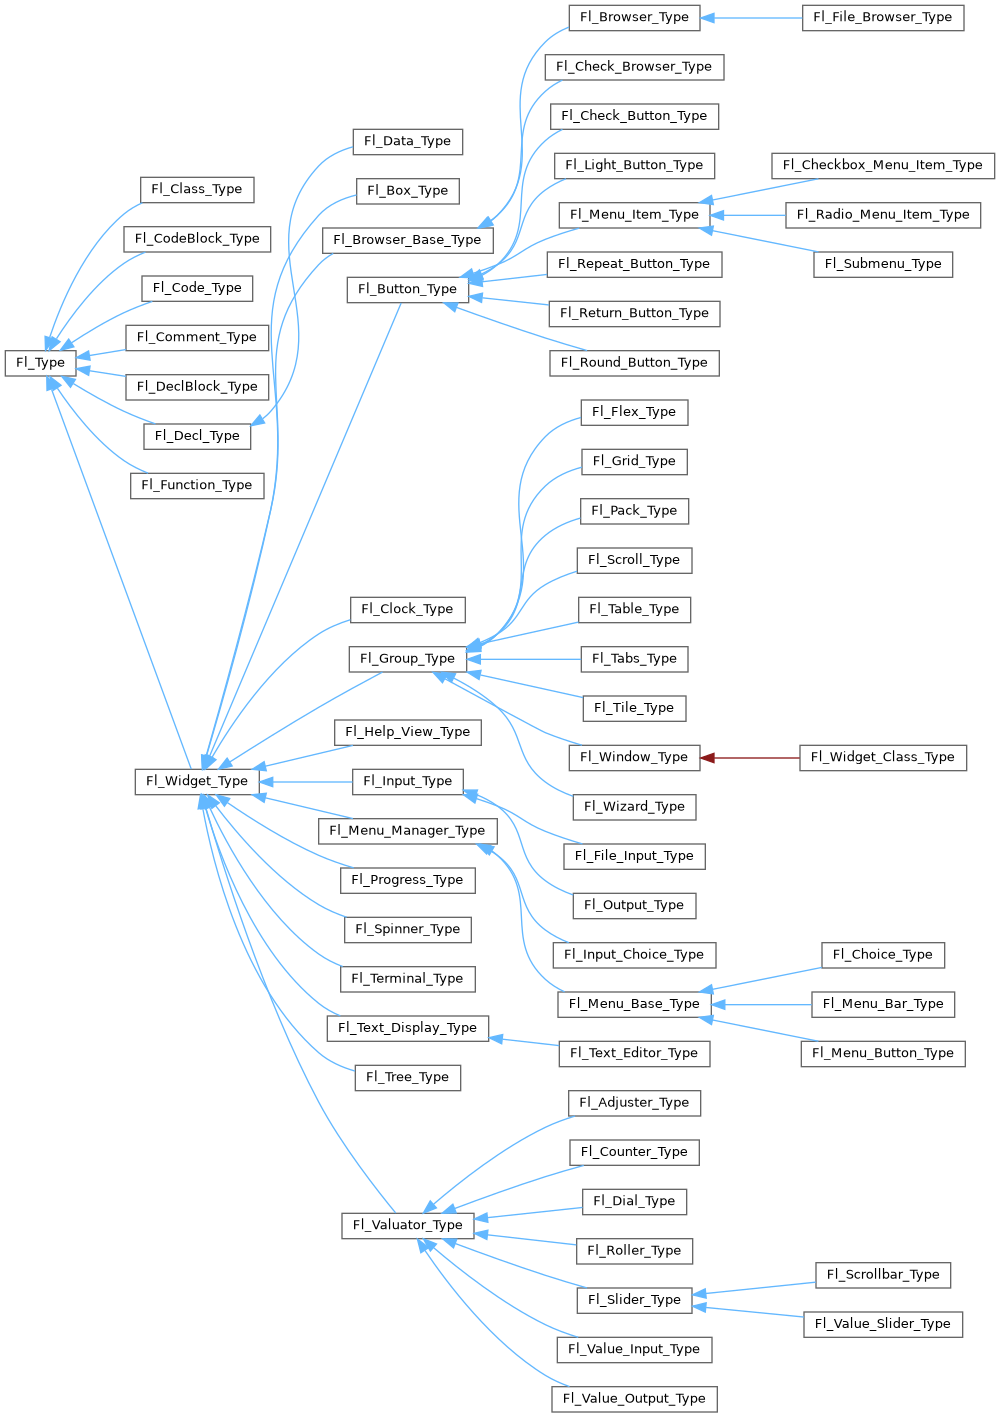 Fl_Browser_Type
Fl_File_Browser_Type
Fl_Check_Browser_Type
Fl_Check_Button_Type
Fl_Data_Type
Fl_Light_Button_Type
Fl_Checkbox_Menu_Item_Type
Fl_Class_Type
Fl_Box_Type
Fl_Menu_Item_Type
Fl_Radio_Menu_Item_Type
Fl_CodeBlock_Type
Fl_Browser_Base_Type
Fl_Repeat_Button_Type
Fl_Submenu_Type
Fl_Code_Type
Fl_Button_Type
Fl_Return_Button_Type
Fl_Comment_Type
Fl_Type
Fl_Round_Button_Type
Fl_DeclBlock_Type
Fl_Flex_Type
Fl_Decl_Type
Fl_Grid_Type
Fl_Function_Type
Fl_Pack_Type
Fl_Scroll_Type
Fl_Clock_Type
Fl_Table_Type
Fl_Group_Type
Fl_Tabs_Type
Fl_Tile_Type
Fl_Help_View_Type
Fl_Window_Type
Fl_Widget_Class_Type
Fl_Widget_Type
Fl_Input_Type
Fl_Wizard_Type
Fl_Menu_Manager_Type
Fl_File_Input_Type
Fl_Progress_Type
Fl_Output_Type
Fl_Spinner_Type
Fl_Input_Choice_Type
Fl_Choice_Type
Fl_Terminal_Type
Fl_Menu_Base_Type
Fl_Menu_Bar_Type
Fl_Text_Display_Type
Fl_Text_Editor_Type
Fl_Menu_Button_Type
Fl_Tree_Type
Fl_Adjuster_Type
Fl_Counter_Type
Fl_Dial_Type
Fl_Valuator_Type
Fl_Roller_Type
Fl_Scrollbar_Type
Fl_Slider_Type
Fl_Value_Slider_Type
Fl_Value_Input_Type
Fl_Value_Output_Type